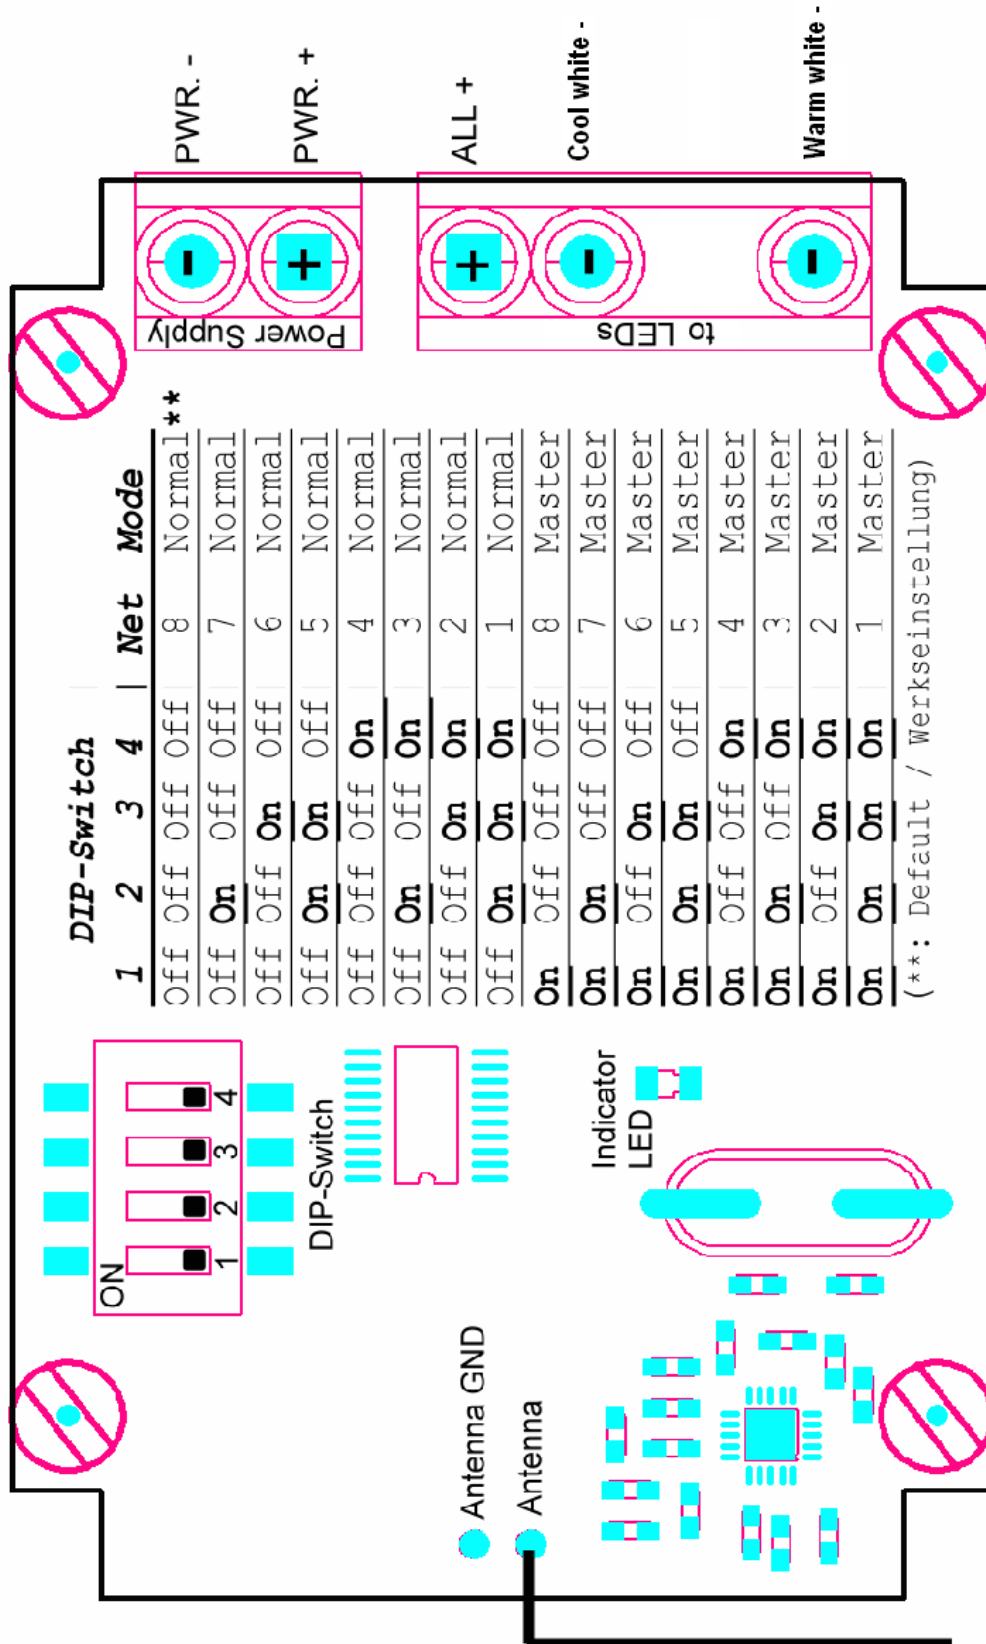 PWR. -
PWR. +
ALL +
Cool white -
Warm white -
Power Supply
to LEDs
- + + - -
DIP-Switch
1 2 3 4 | Net Mode
Off Off Off Off 8 Normal**
Off On Off Off 7 Normal
Off Off On Off 6 Normal
Off On On Off 5 Normal
Off Off Off On 4 Normal
Off On Off On 3 Normal
Off Off On On 2 Normal
Off On On On 1 Normal
On Off Off Off 8 Master
On On Off Off 7 Master
On Off On Off 6 Master
On On On Off 5 Master
On Off Off On 4 Master
On On Off On 3 Master
On Off On On 2 Master
On On On On 1 Master
(**: Default / Werkseinstellung)
ON
1 2 3 4
DIP-Switch
Indicator
LED
Antenna GND
Antenna